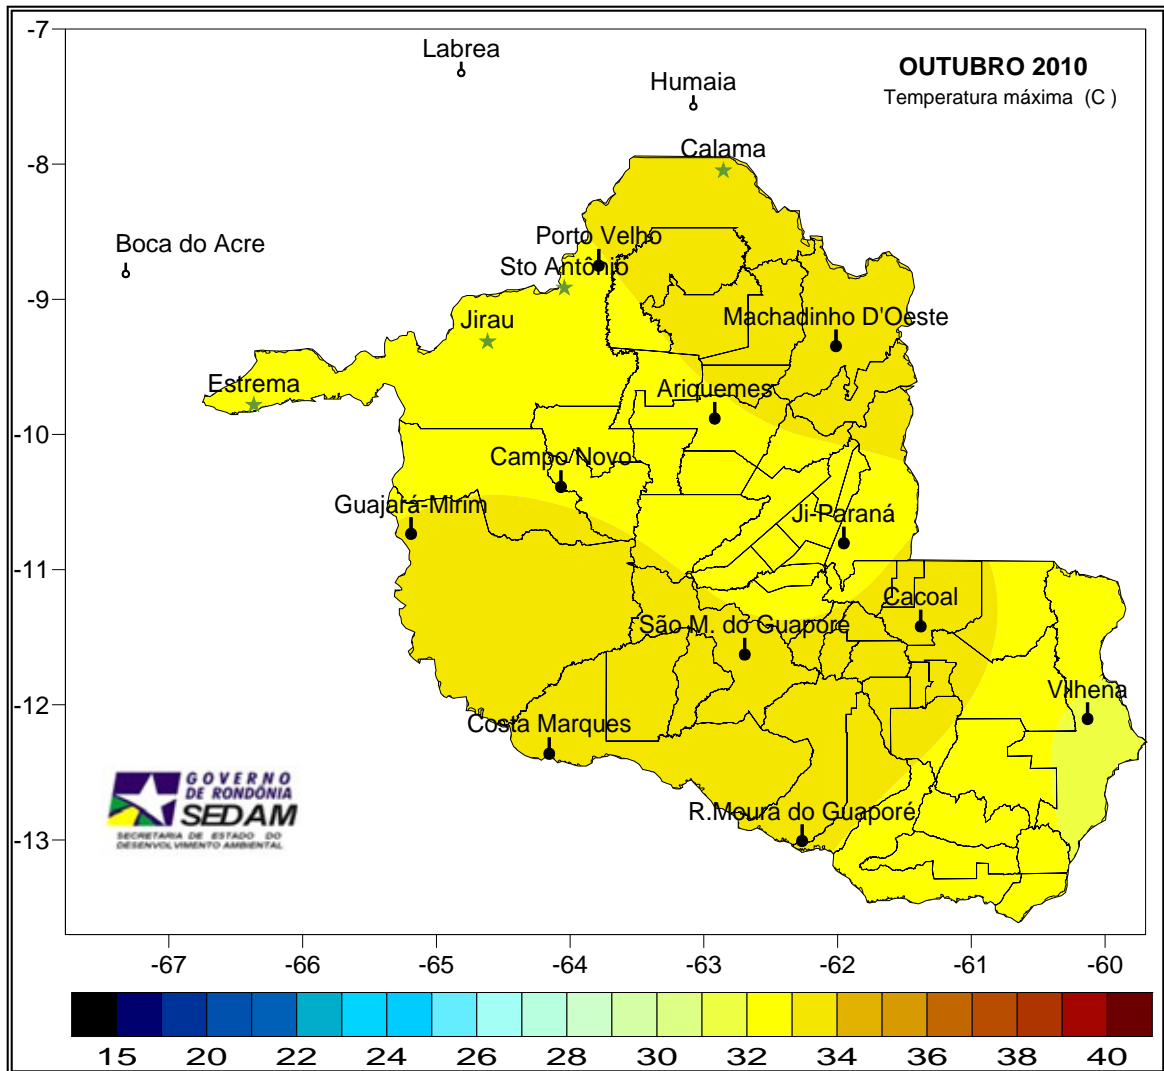 -7
Labrea
OUTUBRO 2010
Humaia
Temperatura máxima (C )
Calama
-8
Porto Velho
Boca do Acre
Sto Antônio
-9
Jirau
Machadinho D'Oeste
Estrema
Ariquemes
-10
Campo Novo
Guajará-Mirim
Ji-Paraná
-11
Cacoal
São M. do Guaporé
Vilhena
-12
Costa Marques
GOVERNO
DE RONDÔNIA
SEDAM
SECRETARIA DE ESTADO DO
DESENVOLVIMENTO AMBIENTAL
R.Moura do Guaporé
-13
-67 -66 -65 -64 -63 -62 -61 -60
15 20 22 24 26 28 30 32 34 36 38 40